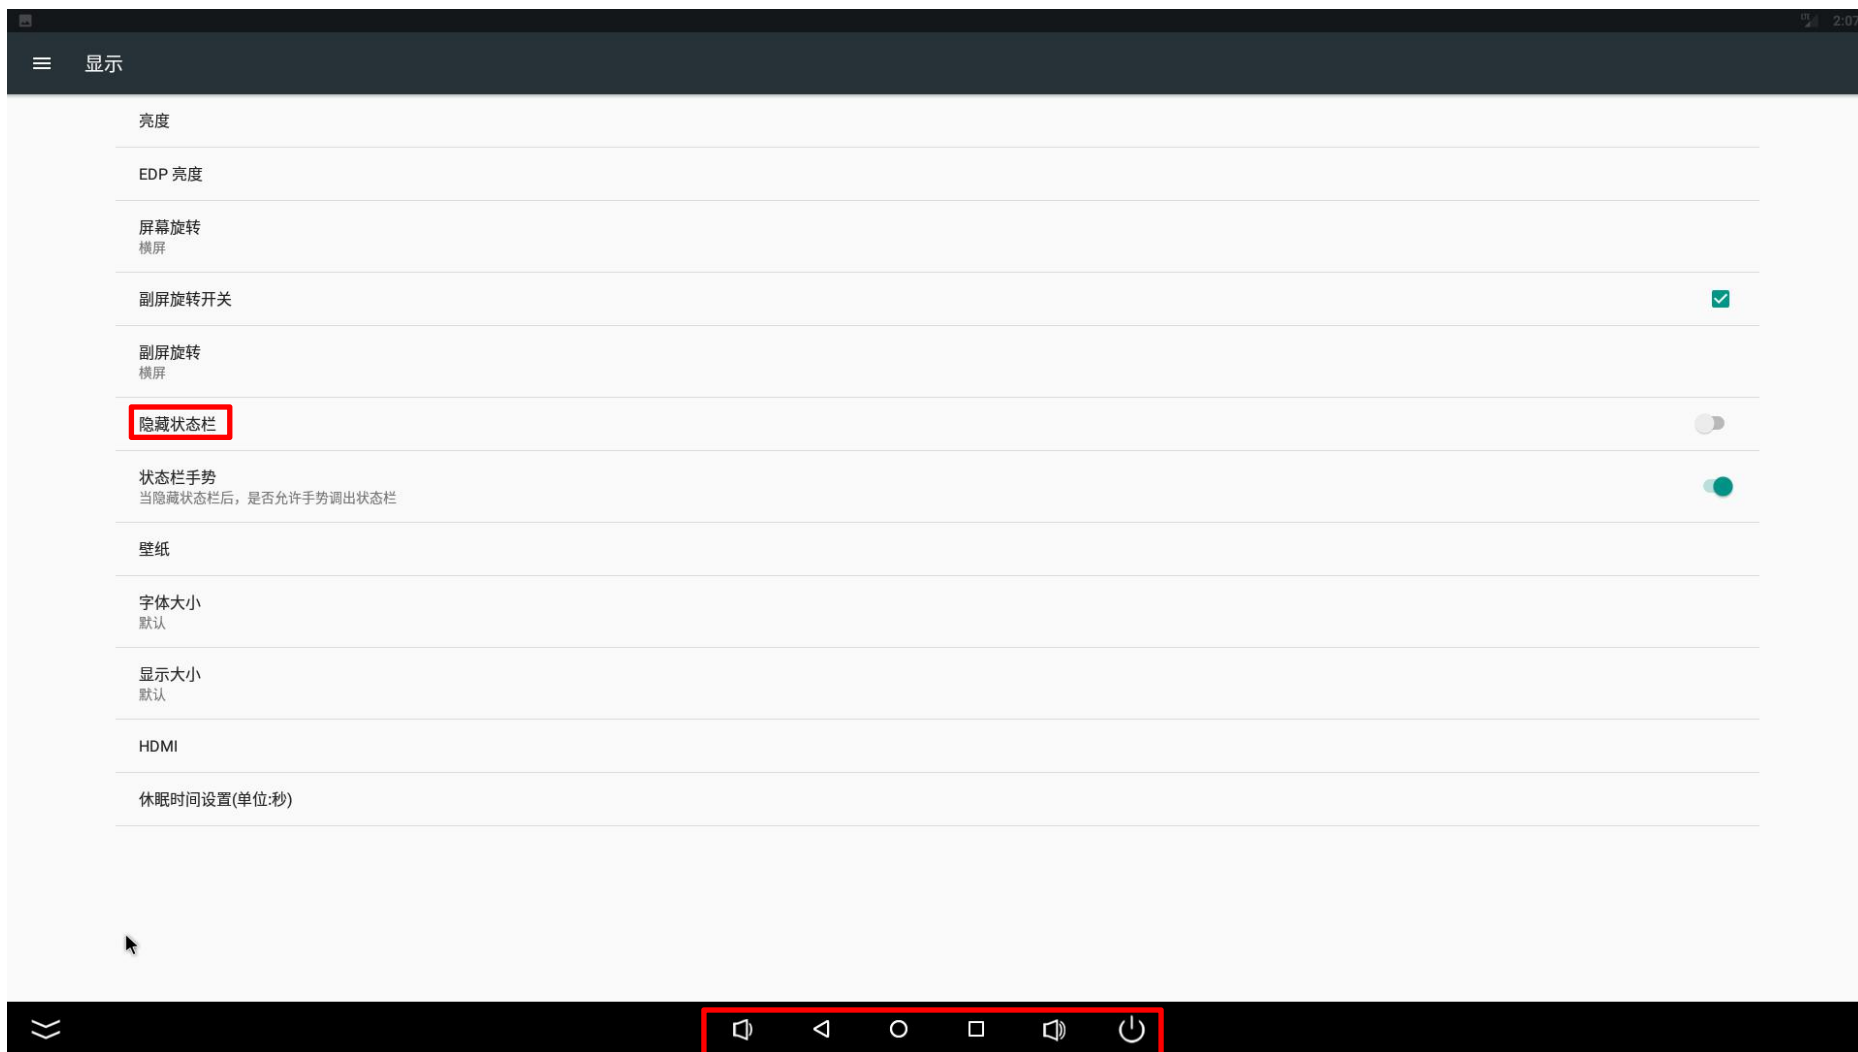 2:07
显示
亮度
EDP 亮度
屏幕旋转
横屏
副屏旋转开关
副屏旋转
横屏
隐藏状态栏
状态栏手势
当隐藏状态栏后，是否允许手势调出状态栏
壁纸
字体大小
默认
显示大小
默认
HDMI
休眠时间设置(单位:秒)